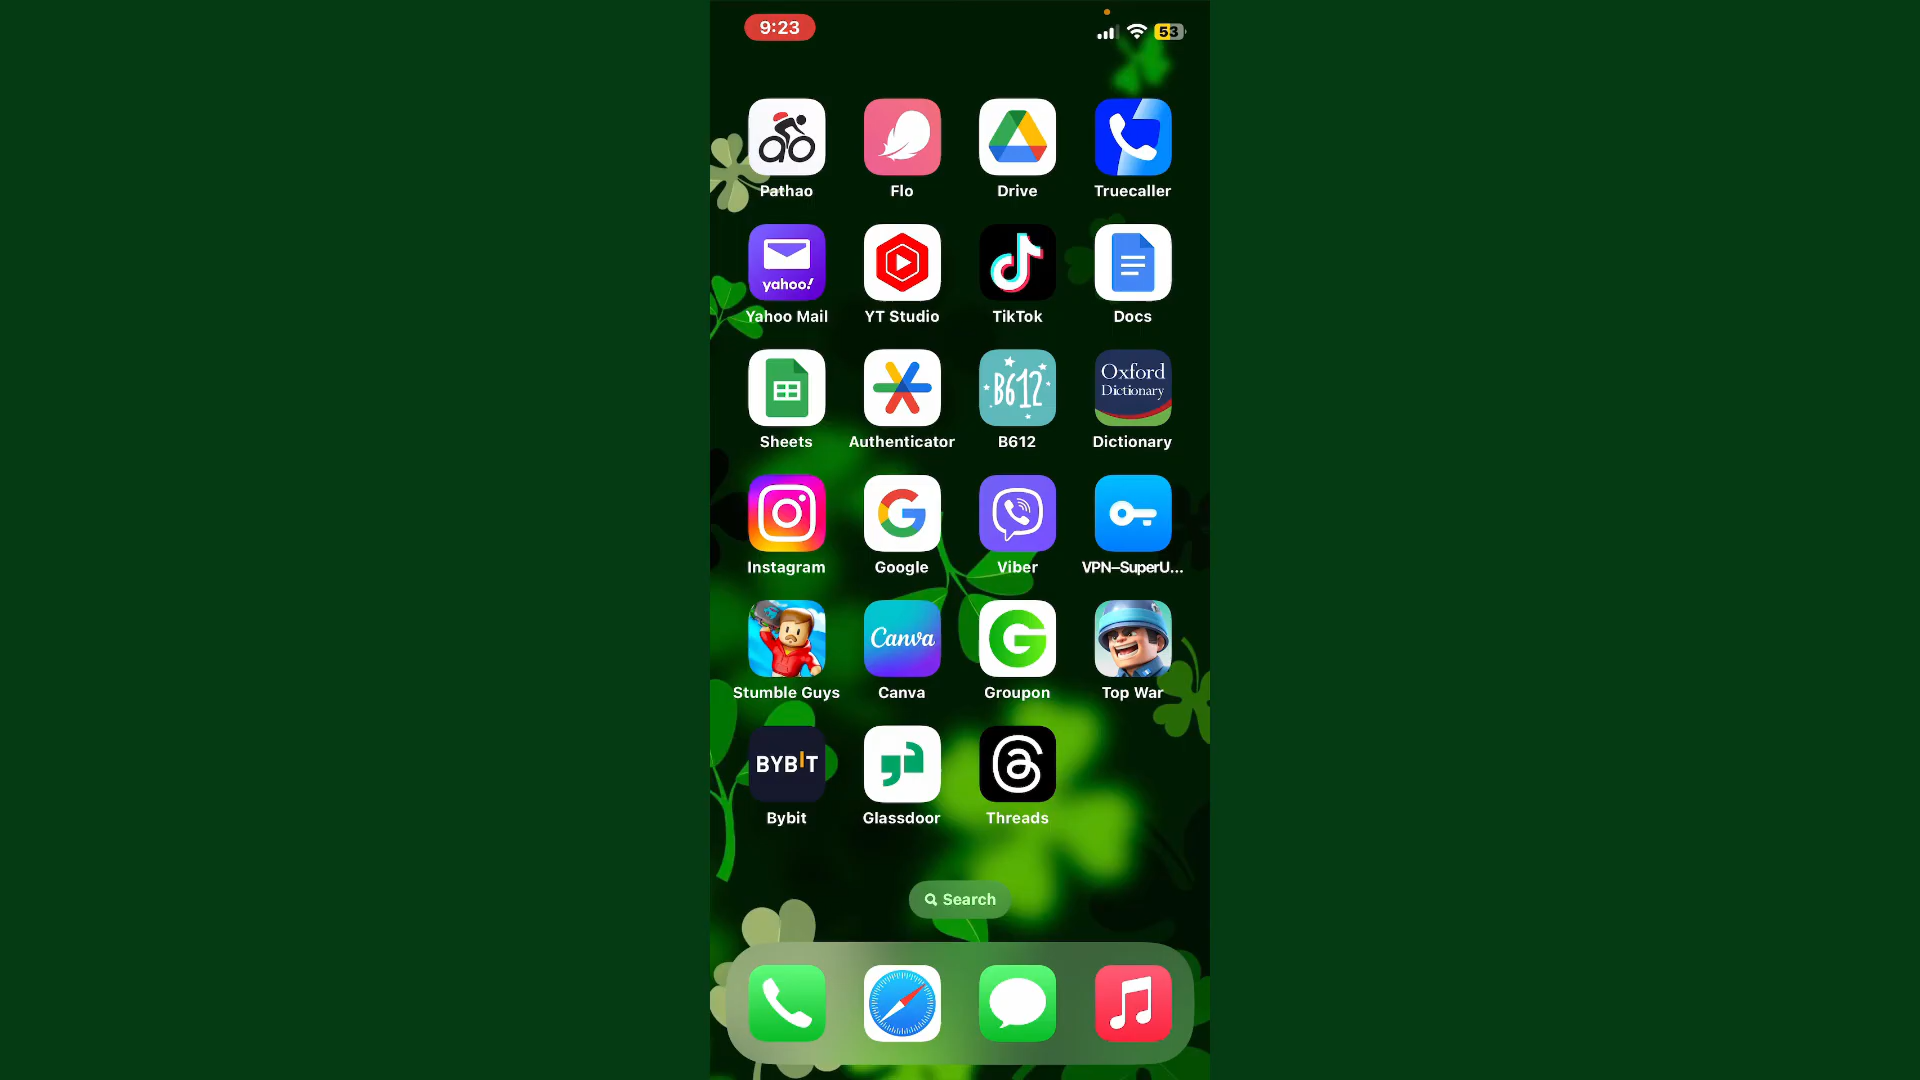 9:23
53
Pathao
Flo
Drive
Truecaller
yahoo!
Yahoo Mail
YT Studio
TikTok
Docs
B612
Oxford
Dictionary
Sheets
Authenticator
B612
Dictionary
Instagram
Google
Viber
VPN–SuperU...
Canva
Stumble Guys
Canva
Groupon
Top War
BYBIT
Bybit
Glassdoor
Threads
Search